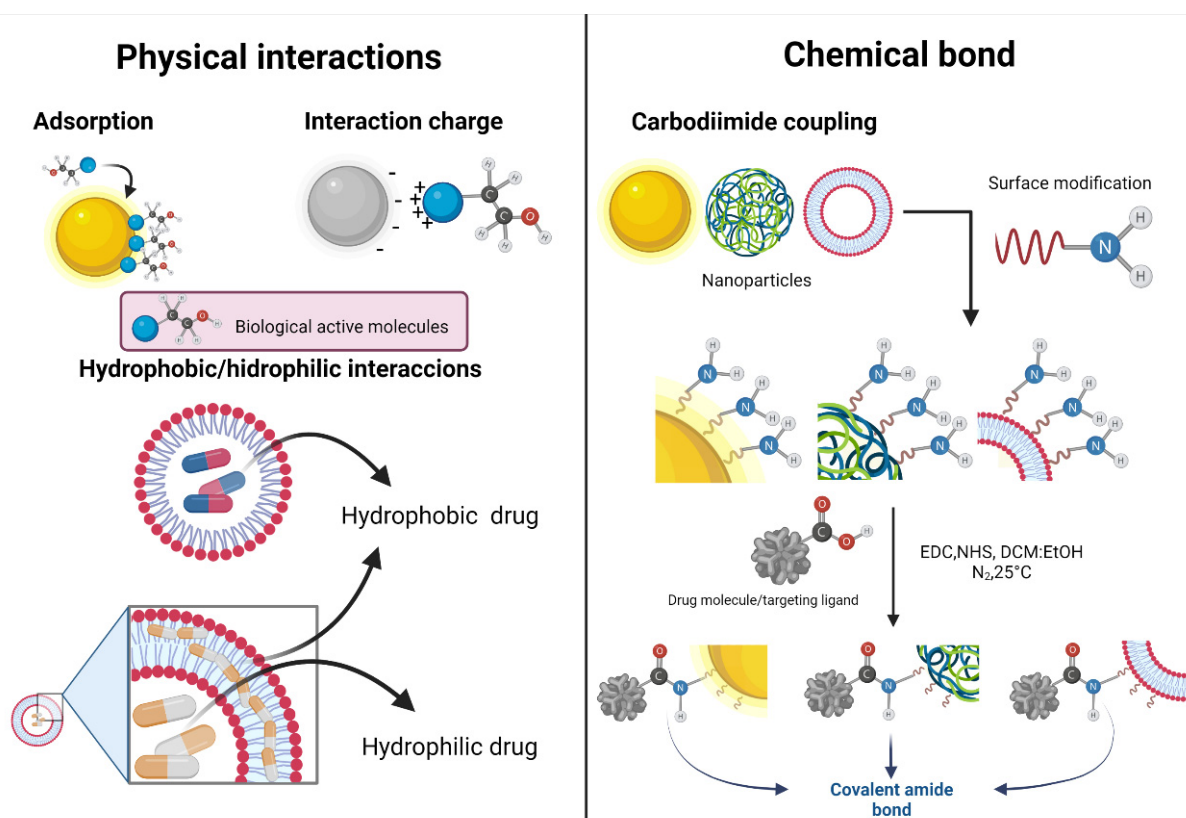 Physical interactions
Adsorption
Interaction charge
Biological active molecules
Hydrophobic/hidrophilic interaccions
Hydrophobic drug
Hydrophilic drug
Chemical bond
Carbodiimide coupling
Nanoparticles
Surface modification
N
H
H
N H
H
N H
H
N
H
H
N H
H
N H
H
N
H
H
N H
H
N H
H
N
H
H
O
C
O H
Drug molecule/targeting ligand
EDC,NHS, DCM:EtOH
N₂,25°C
O
C
N
H
O
C
N
H
O
C
N
H
Covalent amide
bond